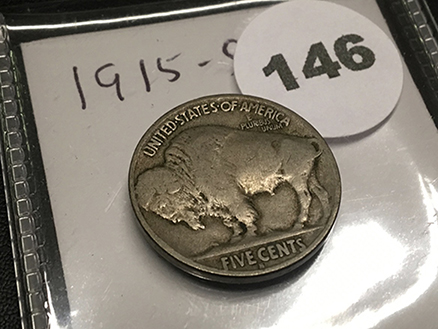 1915-S
146
UNITED STATES OF AMERICA
E
PLURIBUS
UNUM
FIVE CENTS